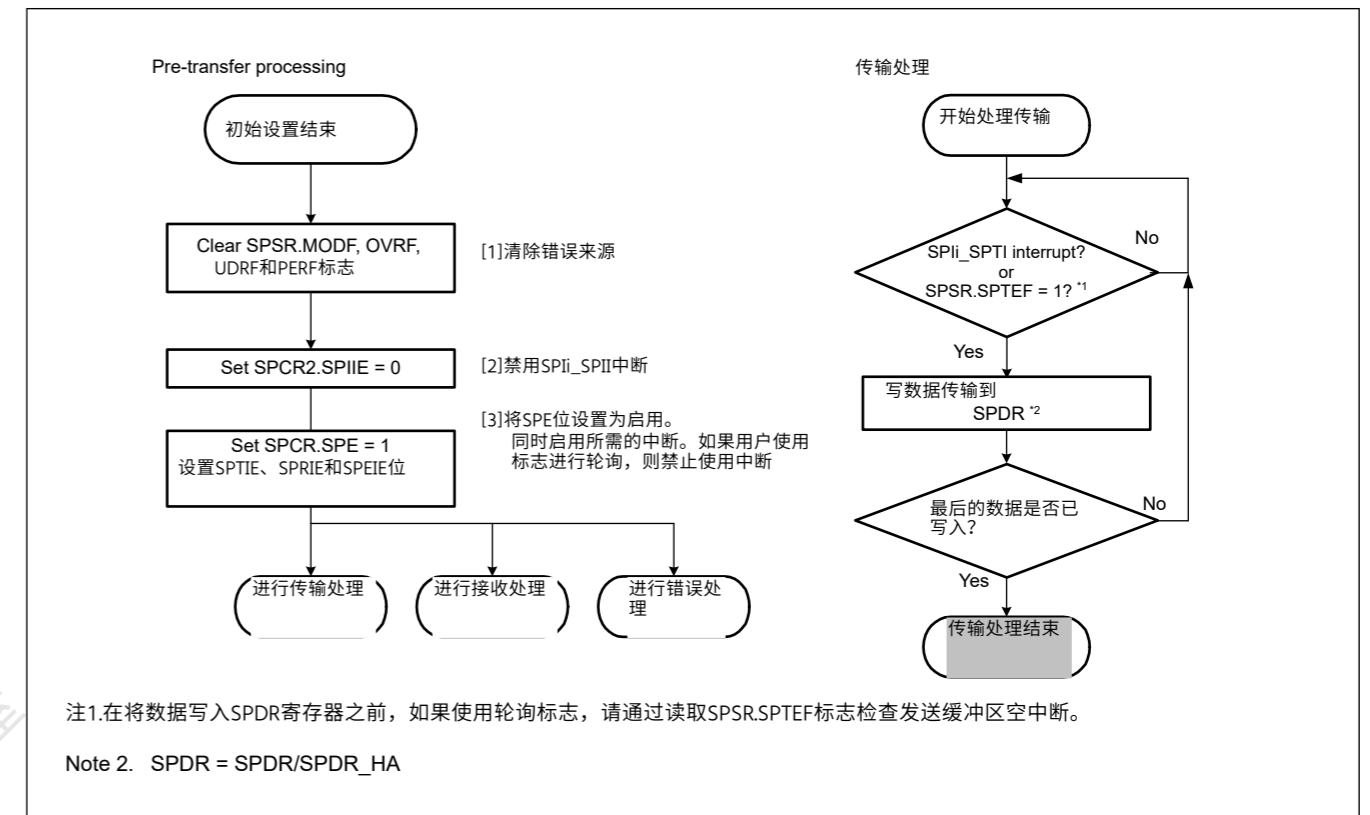 Pre-transfer processing
初始设置结束
Clear SPSR.MODF, OVRF,
UDRF和PERF标志
[1]清除错误来源
Set SPCR2.SPIIE = 0
[2]禁用SPIi_SPII中断
Set SPCR.SPE = 1
设置SPTIE、SPRIE和SPEIE位
[3]将SPE位设置为启用。
同时启用所需的中断。如果用户使用
标志进行轮询，则禁止使用中断
进行传输处理
进行接收处理
进行错误处
理
传输处理
开始处理传输
SPIi_SPTI interrupt?
or
SPSR.SPTEF = 1? *1
No
Yes
写数据传输到
SPDR *2
最后的数据是否已
写入？
No
Yes
传输处理结束
注1.在将数据写入SPDR寄存器之前，如果使用轮询标志，请通过读取SPSR.SPTEF标志检查发送缓冲区空中断。
Note 2. SPDR = SPDR/SPDR_HA